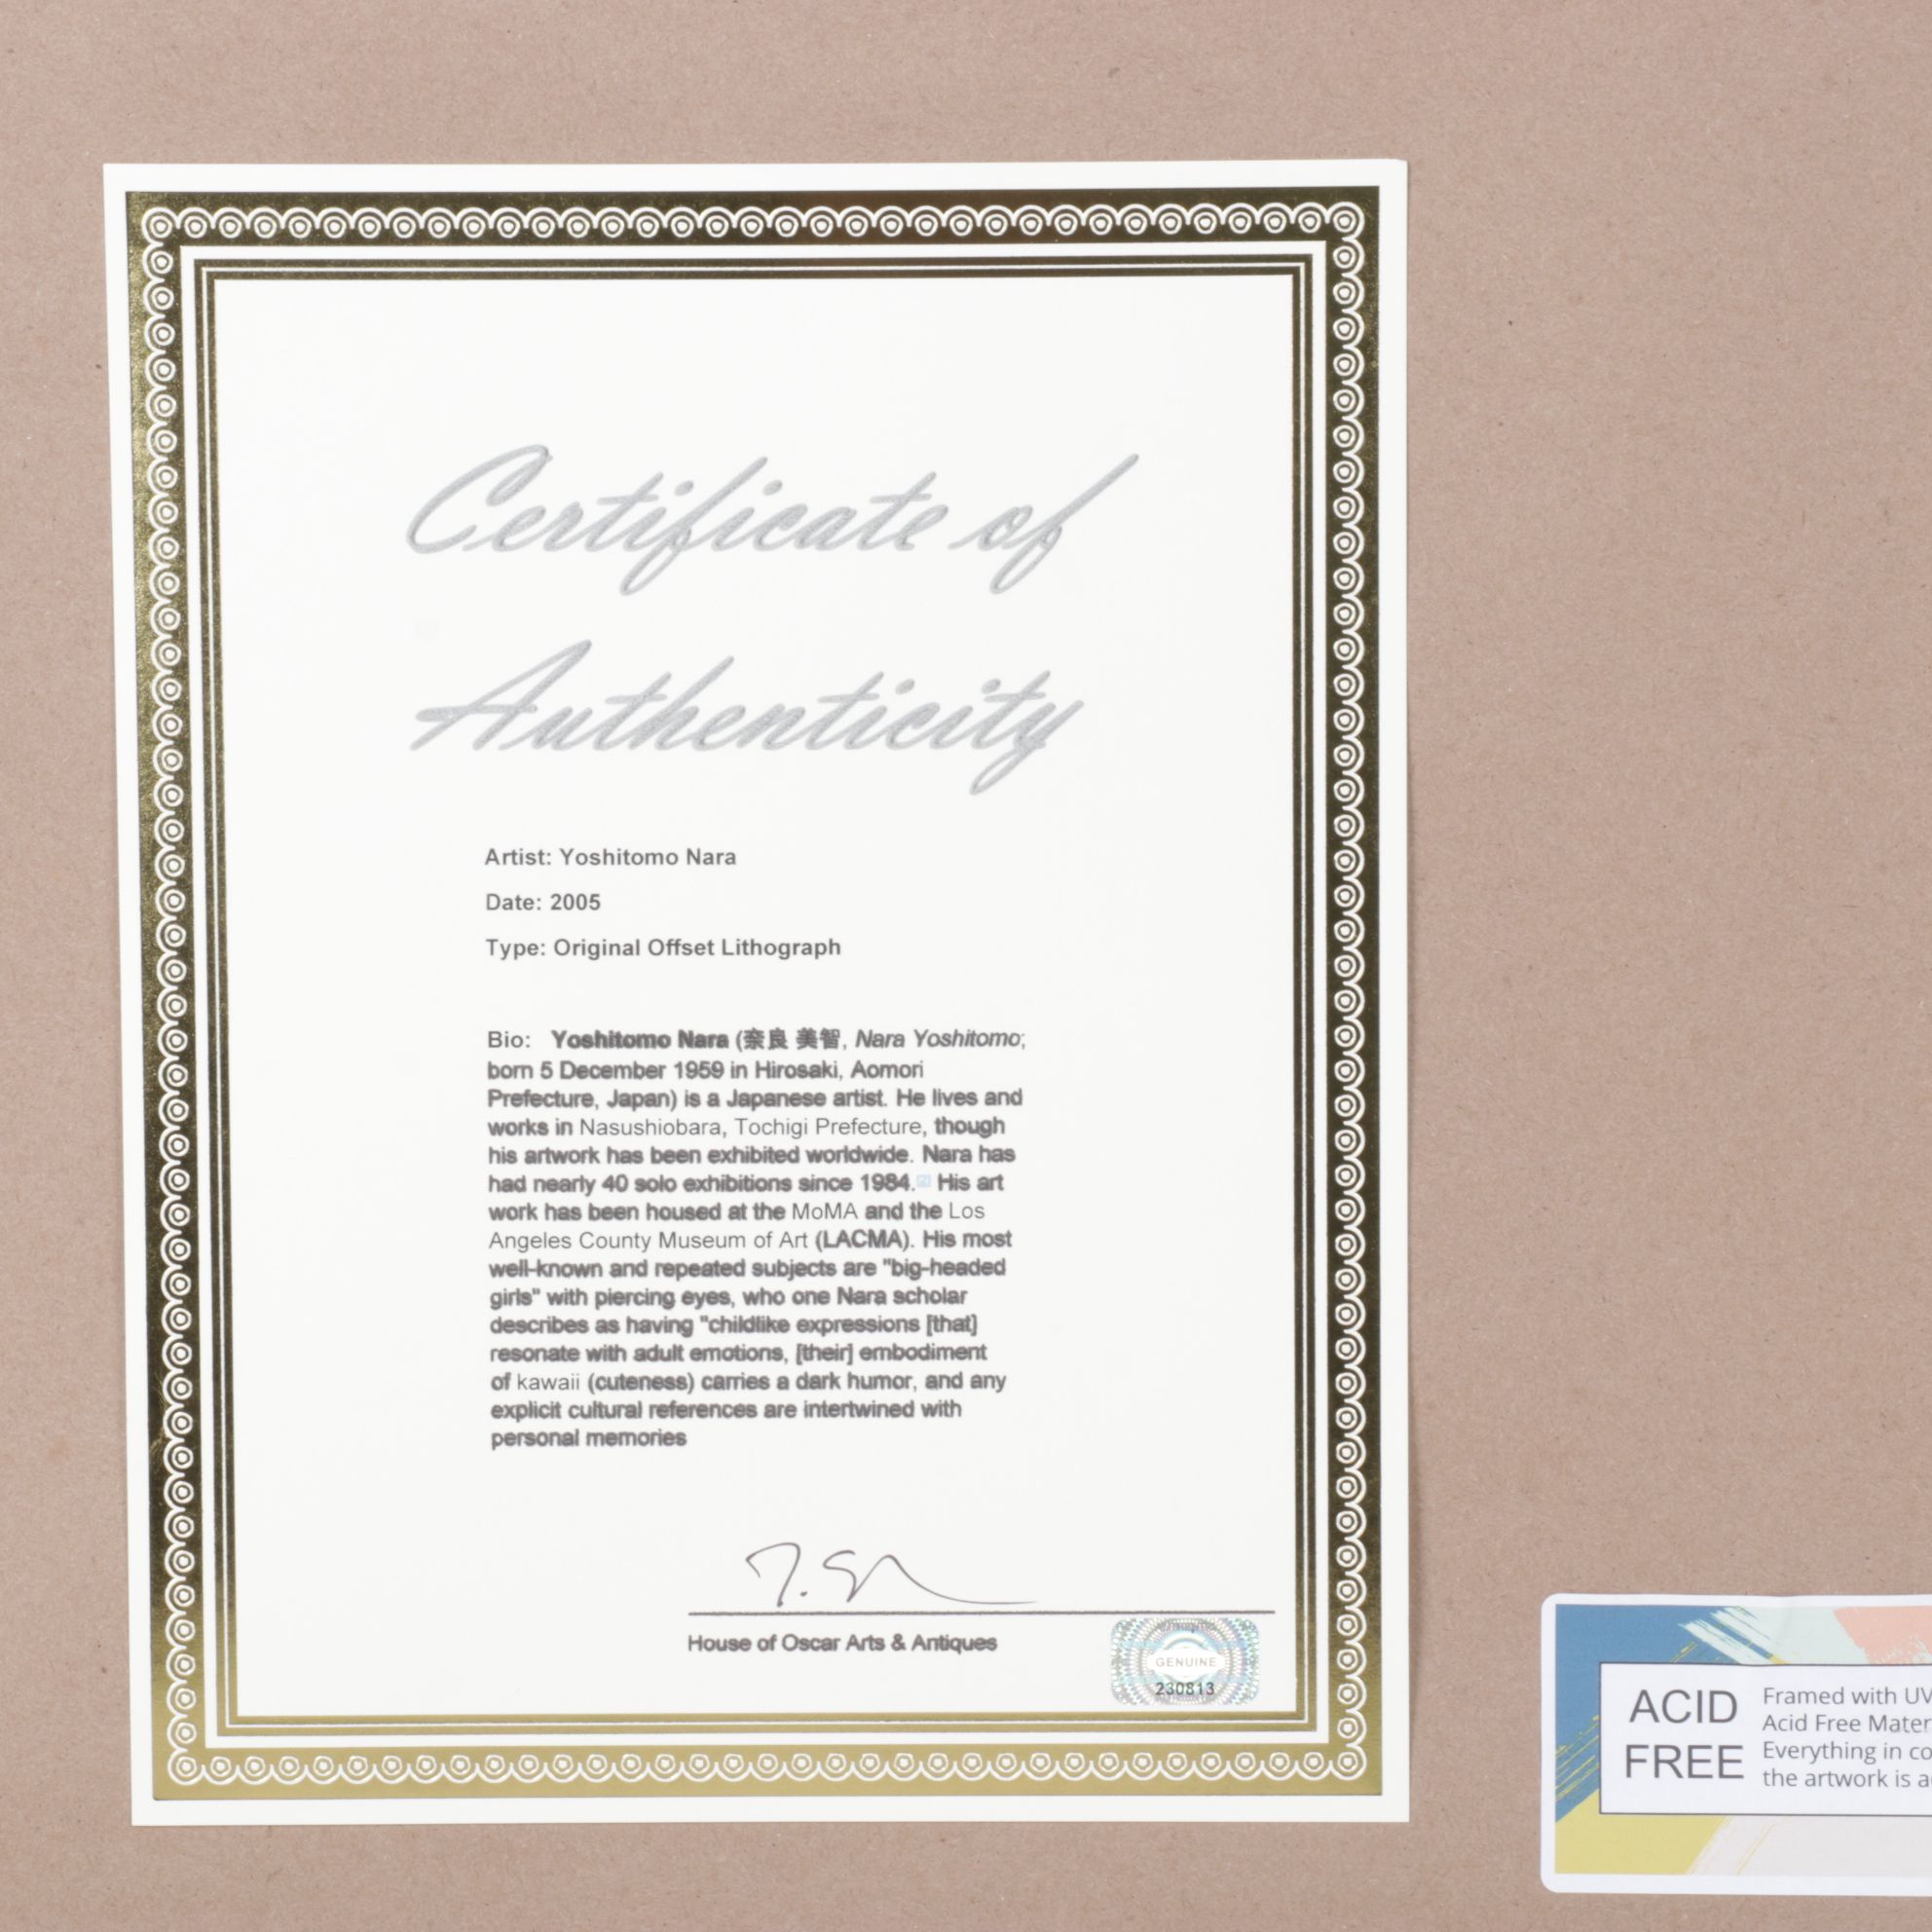 Certificate of
Authenticity
Artist: Yoshitomo Nara
Date: 2005
Type: Original Offset Lithograph
Bio: Yoshitomo Nara (奈良 美智, Nara Yoshitomo;
born 5 December 1959 in Hirosaki, Aomori
Prefecture, Japan) is a Japanese artist. He lives and
works in Nasushiobara, Tochigi Prefecture, though
his artwork has been exhibited worldwide. Nara has
had nearly 40 solo exhibitions since 1984.[2] His art
work has been housed at the MoMA and the Los
Angeles County Museum of Art (LACMA). His most
well-known and repeated subjects are "big-headed
girls" with piercing eyes, who one Nara scholar
describes as having "childlike expressions [that]
resonate with adult emotions, [their] embodiment
of kawaii (cuteness) carries a dark humor, and any
explicit cultural references are intertwined with
personal memories
House of Oscar Arts & Antiques
GENUINE
230813
ACID
FREE
Framed with UV
Acid Free Mater
Everything in co
the artwork is a